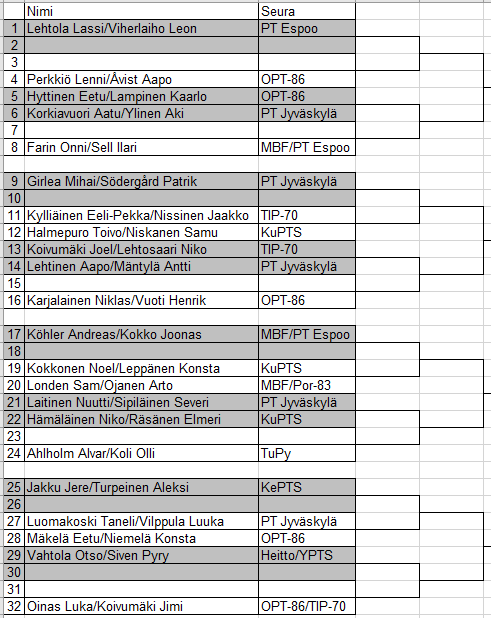 Nimi Seura
1 Lehtola Lassi/Viherlaiho Leon PT Espoo
2
3
4 Perkkiö Lenni/Åvist Aapo OPT-86
5 Hyttinen Eetu/Lampinen Kaarlo OPT-86
6 Korkiavuori Aatu/Ylinen Aki PT Jyväskylä
7
8 Farin Onni/Sell Ilari MBF/PT Espoo
9 Girlea Mihai/Södergård Patrik PT Jyväskylä
10
11 Kylliäinen Eeli-Pekka/Nissinen Jaakko TIP-70
12 Halmepuro Toivo/Niskanen Samu KuPTS
13 Koivumäki Joel/Lehtosaari Niko TIP-70
14 Lehtinen Aapo/Mäntylä Antti PT Jyväskylä
15
16 Karjalainen Niklas/Vuoti Henrik OPT-86
17 Köhler Andreas/Kokko Joonas MBF/PT Espoo
18
19 Kokkonen Noel/Leppänen Konsta KuPTS
20 Londen Sam/Ojanen Arto MBF/Por-83
21 Laitinen Nuutti/Sipiläinen Severi PT Jyväskylä
22 Hämäläinen Niko/Räsänen Elmeri KuPTS
23
24 Ahlholm Alvar/Koli Olli TuPy
25 Jakku Jere/Turpeinen Aleksi KePTS
26
27 Luomakoski Taneli/Vilppula Luuka PT Jyväskylä
28 Mäkelä Eetu/Niemelä Konsta OPT-86
29 Vahtola Otso/Siven Pyry Heitto/YPTS
30
31
32 Oinas Luka/Koivumäki Jimi OPT-86/TIP-70